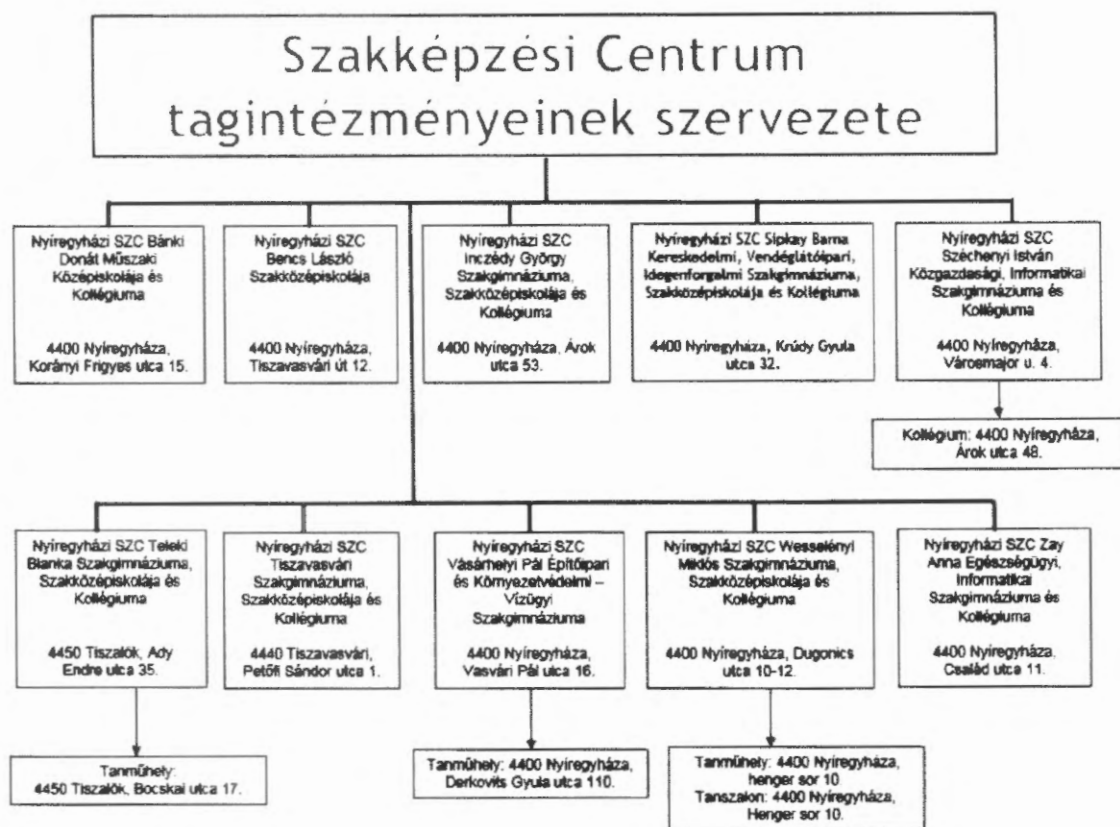 Szakképzési Centrum
tagintézményeinek szervezete
Nyíregyházi SZC Bánki
Donát Műszaki
Középiskolája és
Kollégiuma
4400 Nyíregyháza,
Korányi Frigyes utca 15.
Nyíregyházi SZC
Bencs László
Szakközépiskolája
4400 Nyíregyháza,
Tiszavasvári út 12.
Nyíregyházi SZC
Inczédy György
Szakgimnáziuma,
Szakközépiskolája és
Kollégiuma
4400 Nyíregyháza, Árok
utca 53.
Nyíregyházi SZC Sipkay Barna
Kereskedelmi, Vendéglátóipari,
Idegenforgalmi Szakgimnáziuma,
Szakközépiskolája és Kollégiuma
4400 Nyíregyháza, Krúdy Gyula
utca 32.
Nyíregyházi SZC
Széchenyi István
Közgazdasági, Informatikai
Szakgimnáziuma és
Kollégiuma
4400 Nyíregyháza,
Városmajor u. 4.
Kollégium: 4400 Nyíregyháza,
Árok utca 48.
Nyíregyházi SZC Teleki
Blanka Szakgimnáziuma,
Szakközépiskolája és
Kollégiuma
4450 Tiszalök, Ady
Endre utca 35.
Nyíregyházi SZC
Tiszavasvári
Szakgimnáziuma,
Szakközépiskolája és
Kollégiuma
4440 Tiszavasvári,
Petőfi Sándor utca 1.
Nyíregyházi SZC
Vásárhelyi Pál Építőipari
és Környezetvédelmi –
Vízügyi
Szakgimnáziuma
4400 Nyíregyháza,
Vasvári Pál utca 16.
Nyíregyházi SZC Wesselényi
Miklós Szakgimnáziuma,
Szakközépiskolája és
Kollégiuma
4400 Nyíregyháza, Dugonics
utca 10-12.
Nyíregyházi SZC Zay
Anna Egészségügyi,
Informatikai
Szakgimnáziuma és
Kollégiuma
4400 Nyíregyháza,
Család utca 11.
Tanműhely:
4450 Tiszalök, Bocskai utca 17.
Tanműhely: 4400 Nyíregyháza,
Derkovits Gyula utca 110.
Tanműhely: 4400 Nyíregyháza,
henger sor 10
Tanszalon: 4400 Nyíregyháza,
Henger sor 10.